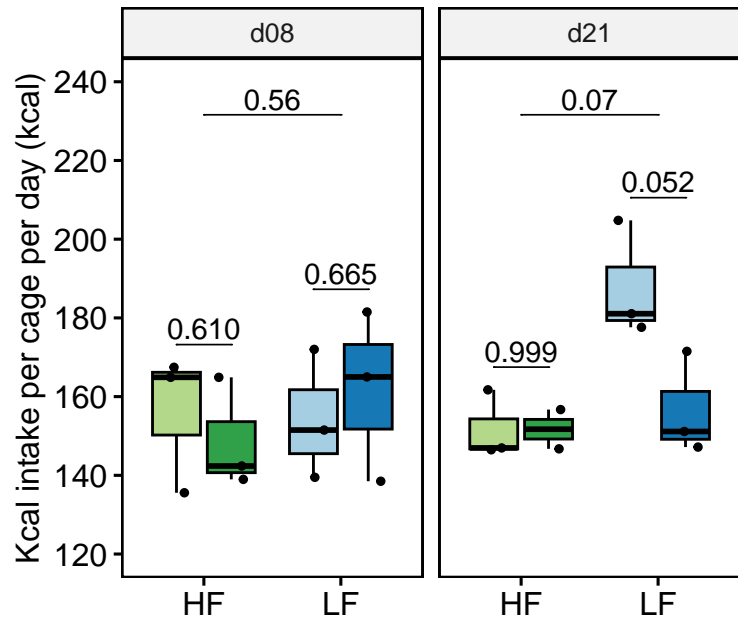 d08
d21
Kcal intake per cage per day (kcal)
240
220
200
180
160
140
120
0.56
0.07
0.052
0.665
0.610
0.999
HF
LF
HF
LF